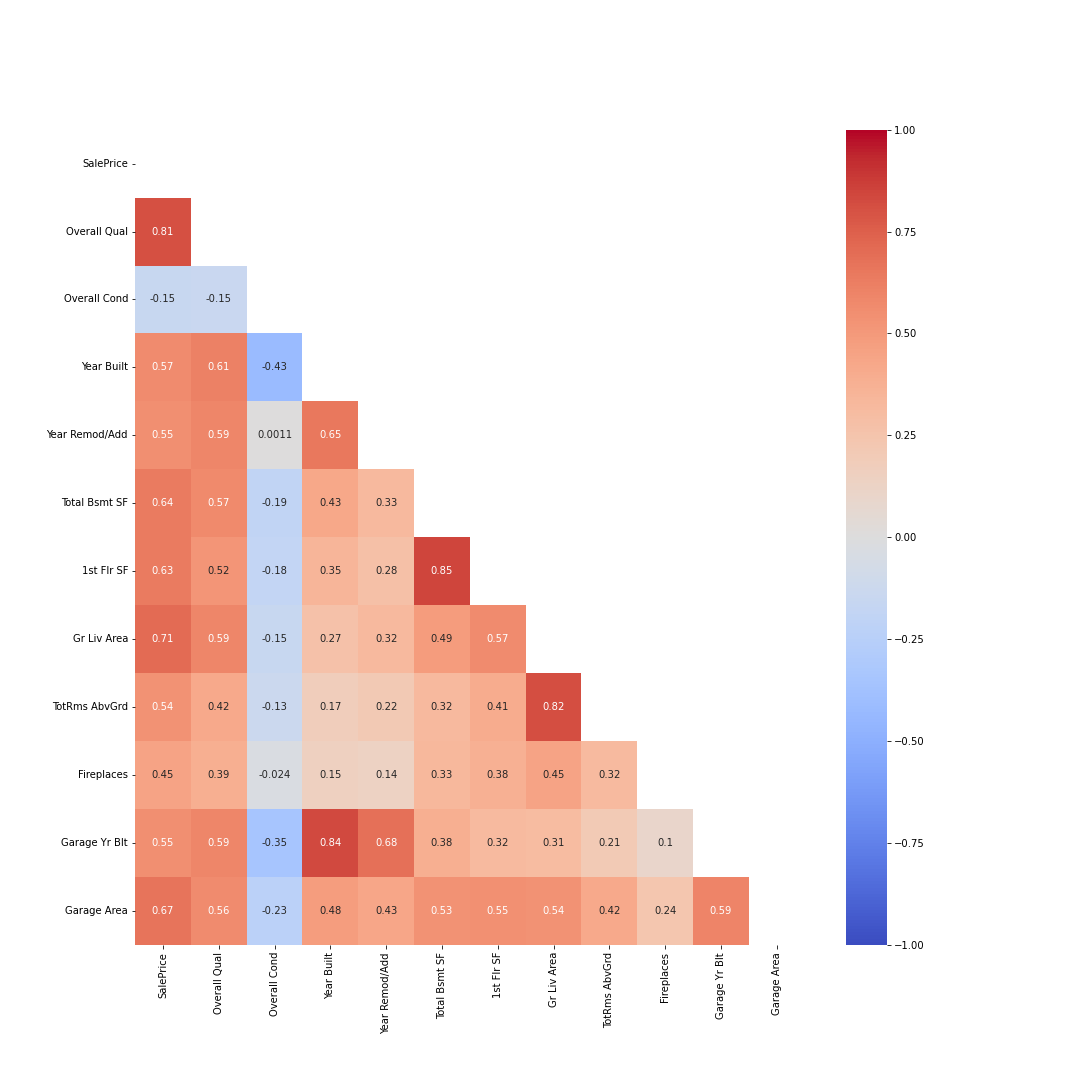 SalePrice
Overall Qual 0.81
Overall Cond -0.15 -0.15
Year Built 0.57 0.61 -0.43
Year Remod/Add 0.55 0.59 0.0011 0.65
Total Bsmt SF 0.64 0.57 -0.19 0.43 0.33
1st Flr SF 0.63 0.52 -0.18 0.35 0.28 0.85
Gr Liv Area 0.71 0.59 -0.15 0.27 0.32 0.49 0.57
TotRms AbvGrd 0.54 0.42 -0.13 0.17 0.22 0.32 0.41 0.82
Fireplaces 0.45 0.39 -0.024 0.15 0.14 0.33 0.38 0.45 0.32
Garage Yr Blt 0.55 0.59 -0.35 0.84 0.68 0.38 0.32 0.31 0.21 0.1
Garage Area 0.67 0.56 -0.23 0.48 0.43 0.53 0.55 0.54 0.42 0.24 0.59
SalePrice
Overall Qual
Overall Cond
Year Built
Year Remod/Add
Total Bsmt SF
1st Flr SF
Gr Liv Area
TotRms AbvGrd
Fireplaces
Garage Yr Blt
Garage Area
1.00
0.75
0.50
0.25
0.00
−0.25
−0.50
−0.75
−1.00